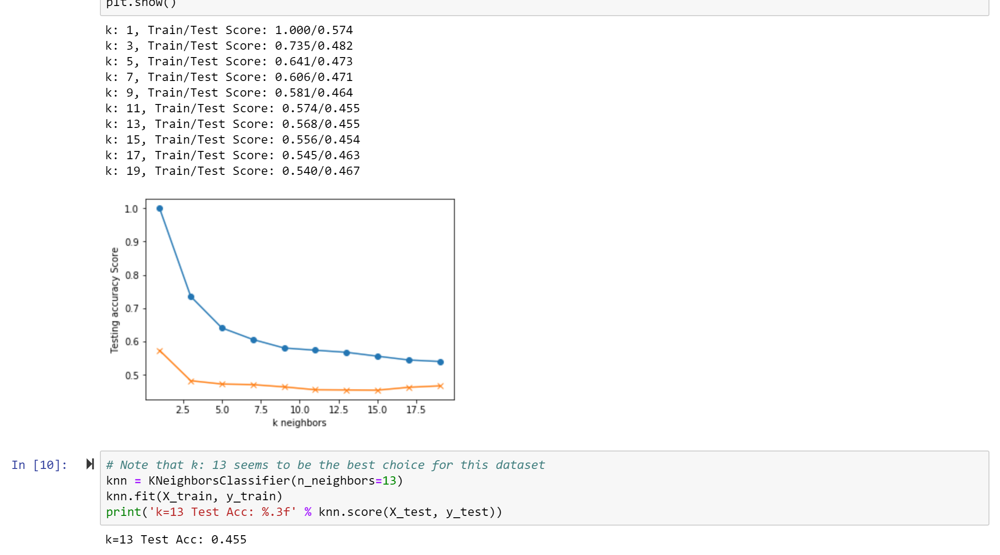 plt.show()
k: 1, Train/Test Score: 1.000/0.574
k: 3, Train/Test Score: 0.735/0.482
k: 5, Train/Test Score: 0.641/0.473
k: 7, Train/Test Score: 0.606/0.471
k: 9, Train/Test Score: 0.581/0.464
k: 11, Train/Test Score: 0.574/0.455
k: 13, Train/Test Score: 0.568/0.455
k: 15, Train/Test Score: 0.556/0.454
k: 17, Train/Test Score: 0.545/0.463
k: 19, Train/Test Score: 0.540/0.467
Testing accuracy Score
1.0
0.9
0.8
0.7
0.6
0.5
2.5 5.0 7.5 10.0 12.5 15.0 17.5
k neighbors
In [10]:
# Note that k: 13 seems to be the best choice for this dataset
knn = KNeighborsClassifier(n_neighbors=13)
knn.fit(X_train, y_train)
print('k=13 Test Acc: %.3f' % knn.score(X_test, y_test))
k=13 Test Acc: 0.455